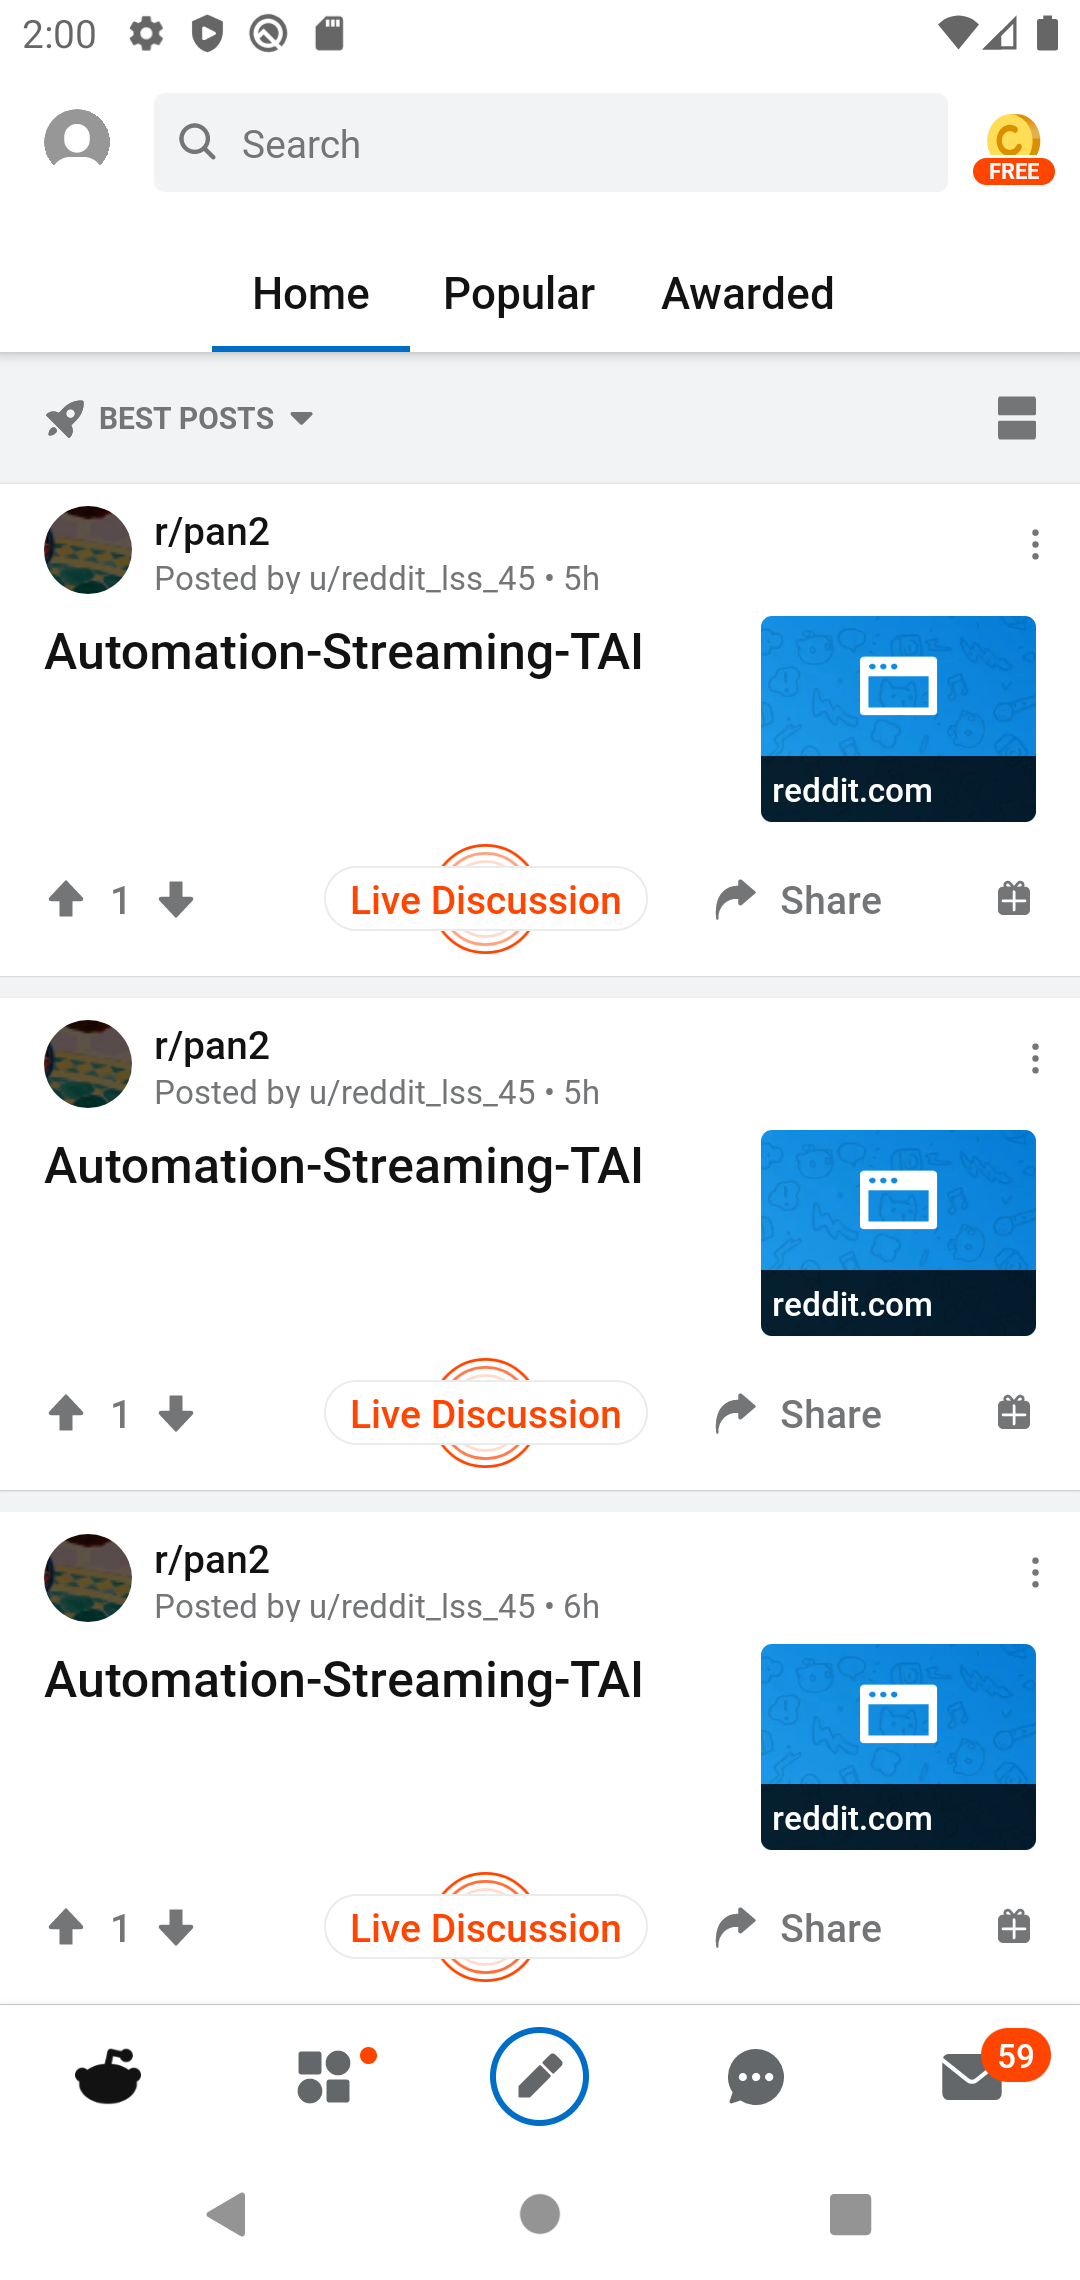 2:00
Search
FREE
Home Popular Awarded
BEST POSTS
r/pan2
Posted by u/reddit_lss_45 • 5h
Automation-Streaming-TAI
reddit.com
1 Live Discussion Share
r/pan2
Posted by u/reddit_lss_45 • 5h
Automation-Streaming-TAI
reddit.com
1 Live Discussion Share
r/pan2
Posted by u/reddit_lss_45 • 6h
Automation-Streaming-TAI
reddit.com
1 Live Discussion Share
59